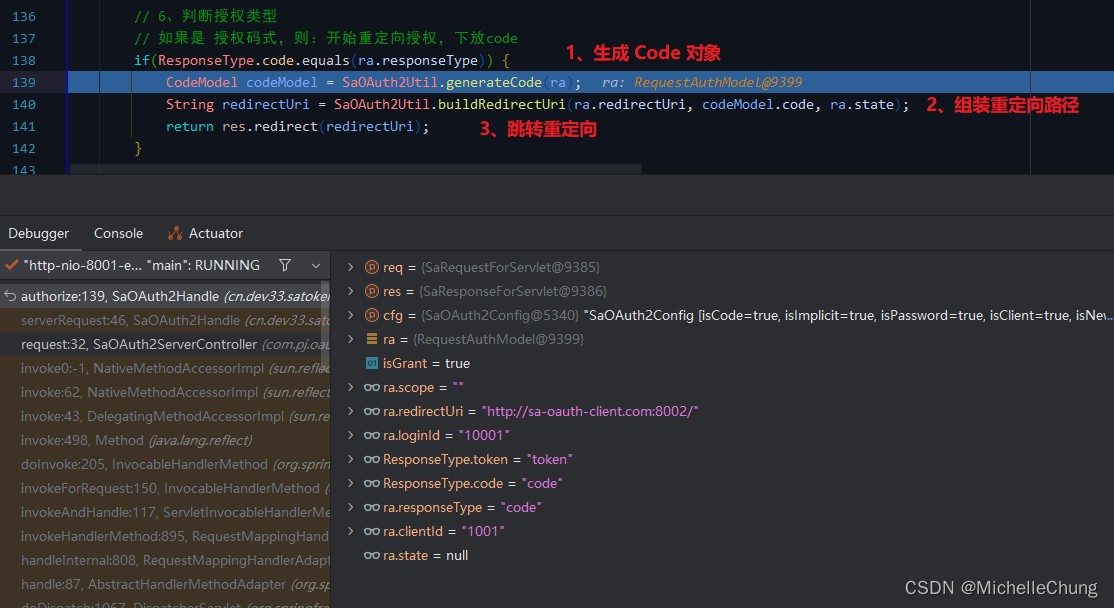 136 // 6、判断授权类型
137 // 如果是 授权码式，则：开始重定向授权，下放code
138 if(ResponseType.code.equals(ra.responseType)) { 1、生成 Code 对象
139 CodeModel codeModel = SaOAuth2Util.generateCode(ra); ra: RequestAuthModel@9399
140 String redirectUri = SaOAuth2Util.buildRedirectUri(ra.redirectUri, codeModel.code, ra.state); 2、组装重定向路径
141 return res.redirect(redirectUri); 3、跳转重定向
142 }
143
Debugger Console Actuator
"http-nio-8001-e... "main": RUNNING
authorize:139, SaOAuth2Handle (cn.dev33.satoken
serverRequest:46, SaOAuth2Handle (cn.dev33.sato
request:32, SaOAuth2ServerController (com.pj.oau
invoke0:-1, NativeMethodAccessorImpl (sun.reflec
invoke:62, NativeMethodAccessorImpl (sun.reflect
invoke:43, DelegatingMethodAccessorImpl (sun.re
invoke:498, Method (java.lang.reflect)
doInvoke:205, InvocableHandlerMethod (org.sprin
invokeForRequest:150, InvocableHandlerMethod (
invokeAndHandle:117, ServletInvocableHandlerMe
invokeHandlerMethod:895, RequestMappingHand
handleInternal:808, RequestMappingHandlerAdapt
handle:87, AbstractHandlerMethodAdapter (org.sp
doDispatch:1067, DispatcherServlet (org.springfra
req = {SaRequestForServlet@9385}
res = {SaResponseForServlet@9386}
cfg = {SaOAuth2Config@5340} "SaOAuth2Config [isCode=true, isImplicit=true, isPassword=true, isClient=true, isNe...
ra = {RequestAuthModel@9399}
isGrant = true
ra.scope = ""
ra.redirectUri = "http://sa-oauth-client.com:8002/"
ra.loginId = "10001"
ResponseType.token = "token"
ResponseType.code = "code"
ra.responseType = "code"
ra.clientId = "1001"
ra.state = null
CSDN @MichelleChung